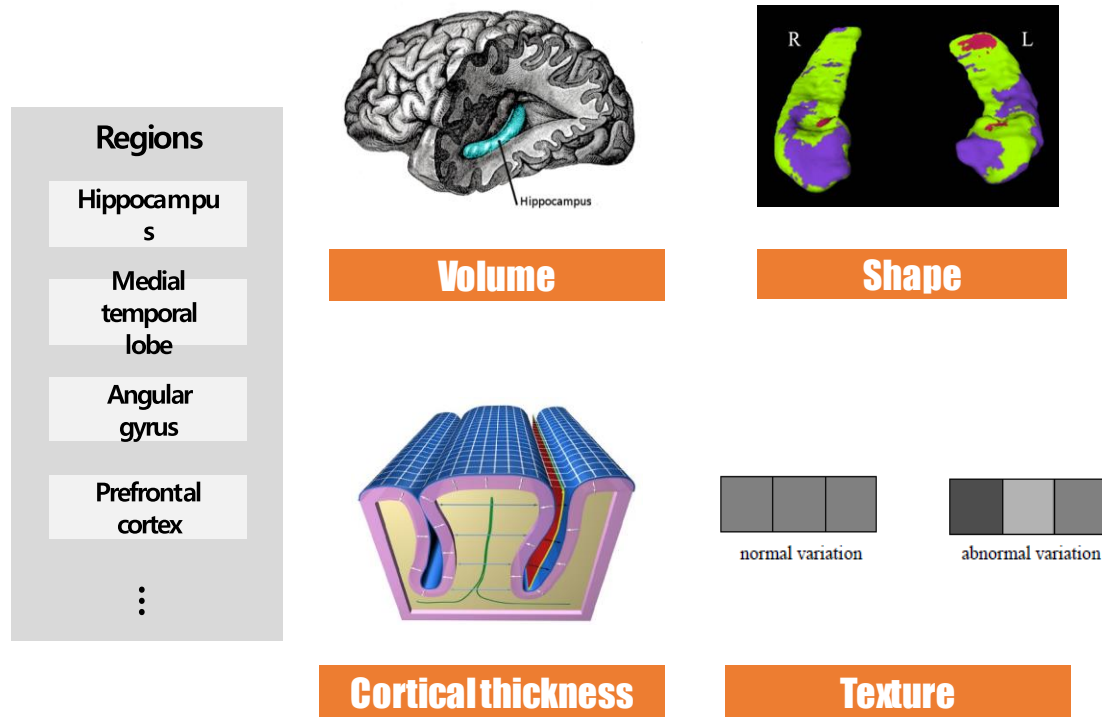 Regions
Hippocampu
s
Medial
temporal
lobe
Angular
gyrus
Prefrontal
cortex
⋮
Hippocampus
Volume
R
L
Shape
Cortical thickness
normal variation
abnormal variation
Texture